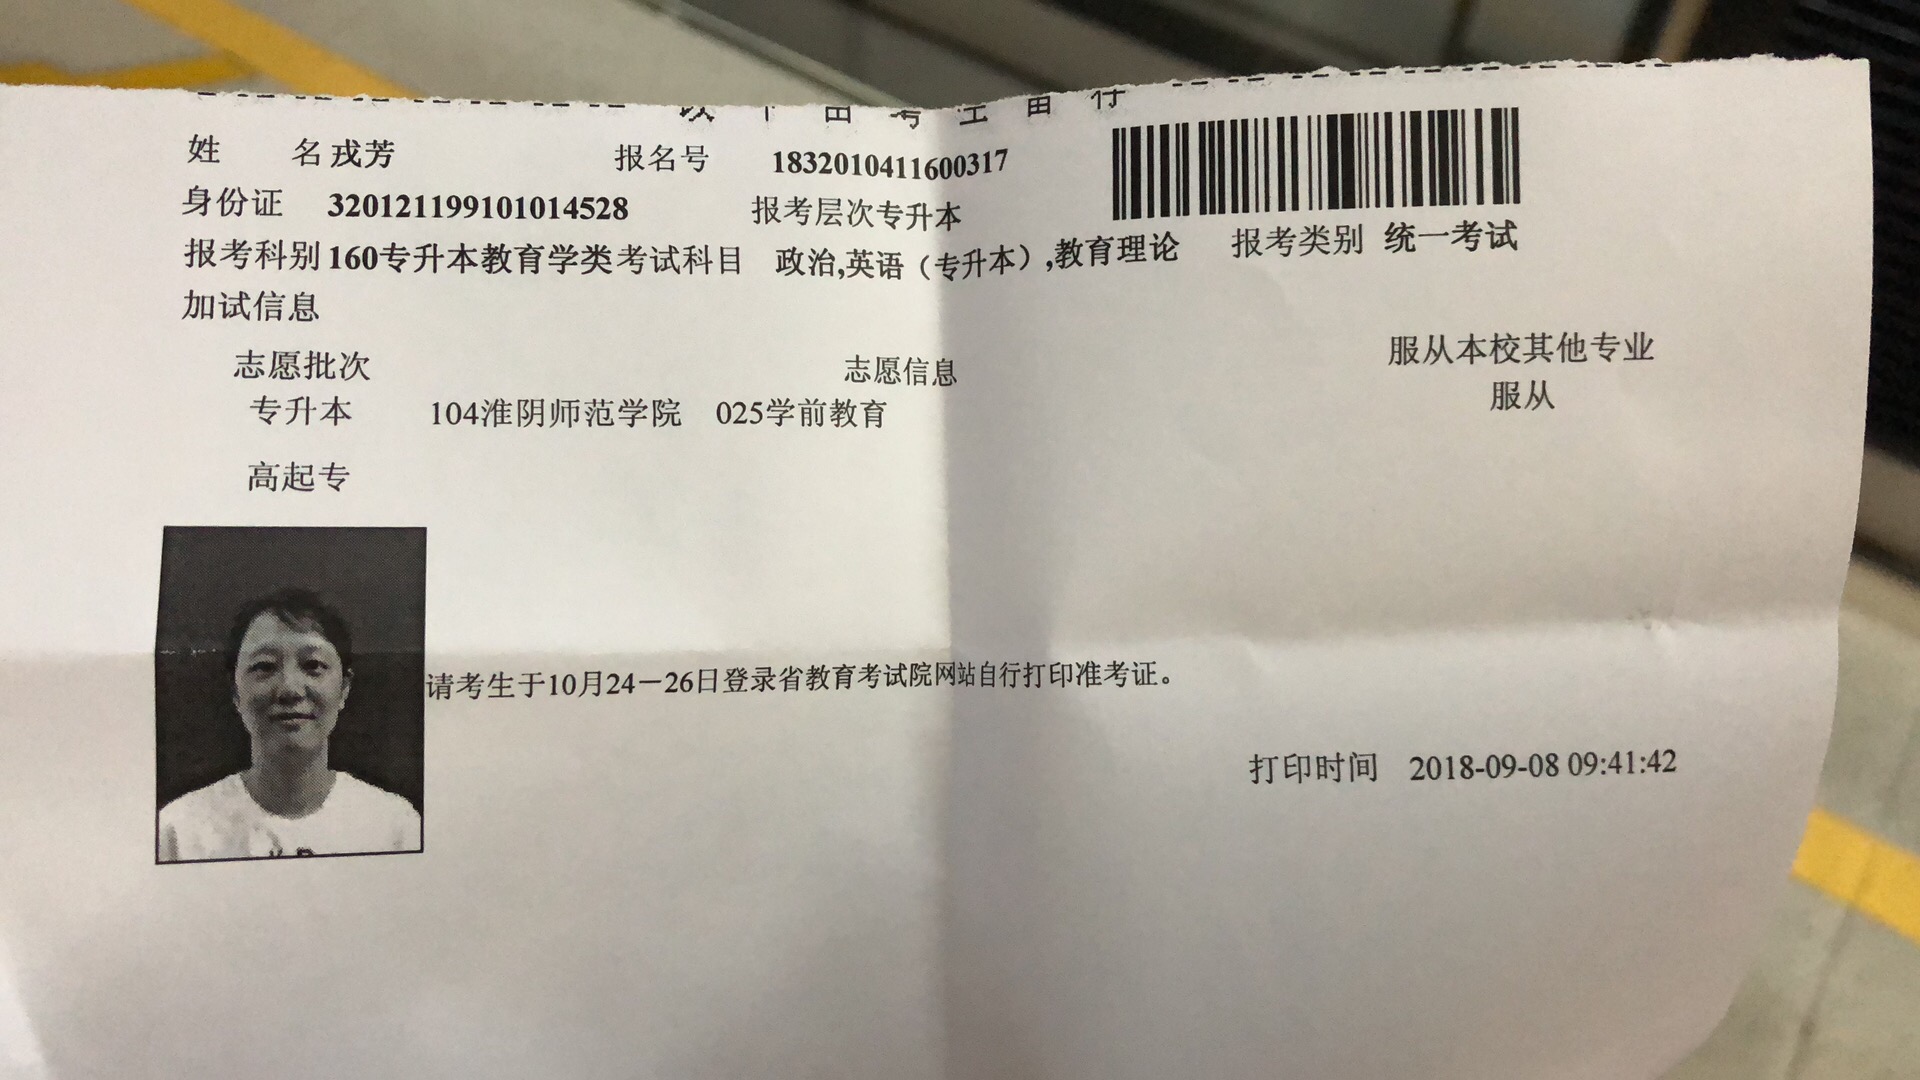 以下由考生留存
姓 名 戎芳 报名号 1832010411600317
身份证 320121199101014528 报考层次专升本
报考科别 160专升本教育学类 考试科目 政治,英语（专升本）,教育理论 报考类别 统一考试
加试信息
志愿批次 志愿信息 服从本校其他专业
专升本 104淮阴师范学院 025学前教育 服从
高起专
请考生于10月24－26日登录省教育考试院网站自行打印准考证。
打印时间 2018-09-08 09:41:42